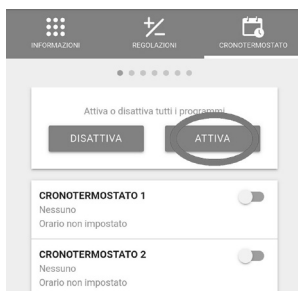 INFORMAZIONI
REGOLAZIONI
CRONOTERMOSTATO
Attiva o disattiva tutti i programmi
DISATTIVA
ATTIVA
CRONOTERMOSTATO 1
Nessuno
Orario non impostato
CRONOTERMOSTATO 2
Nessuno
Orario non impostato